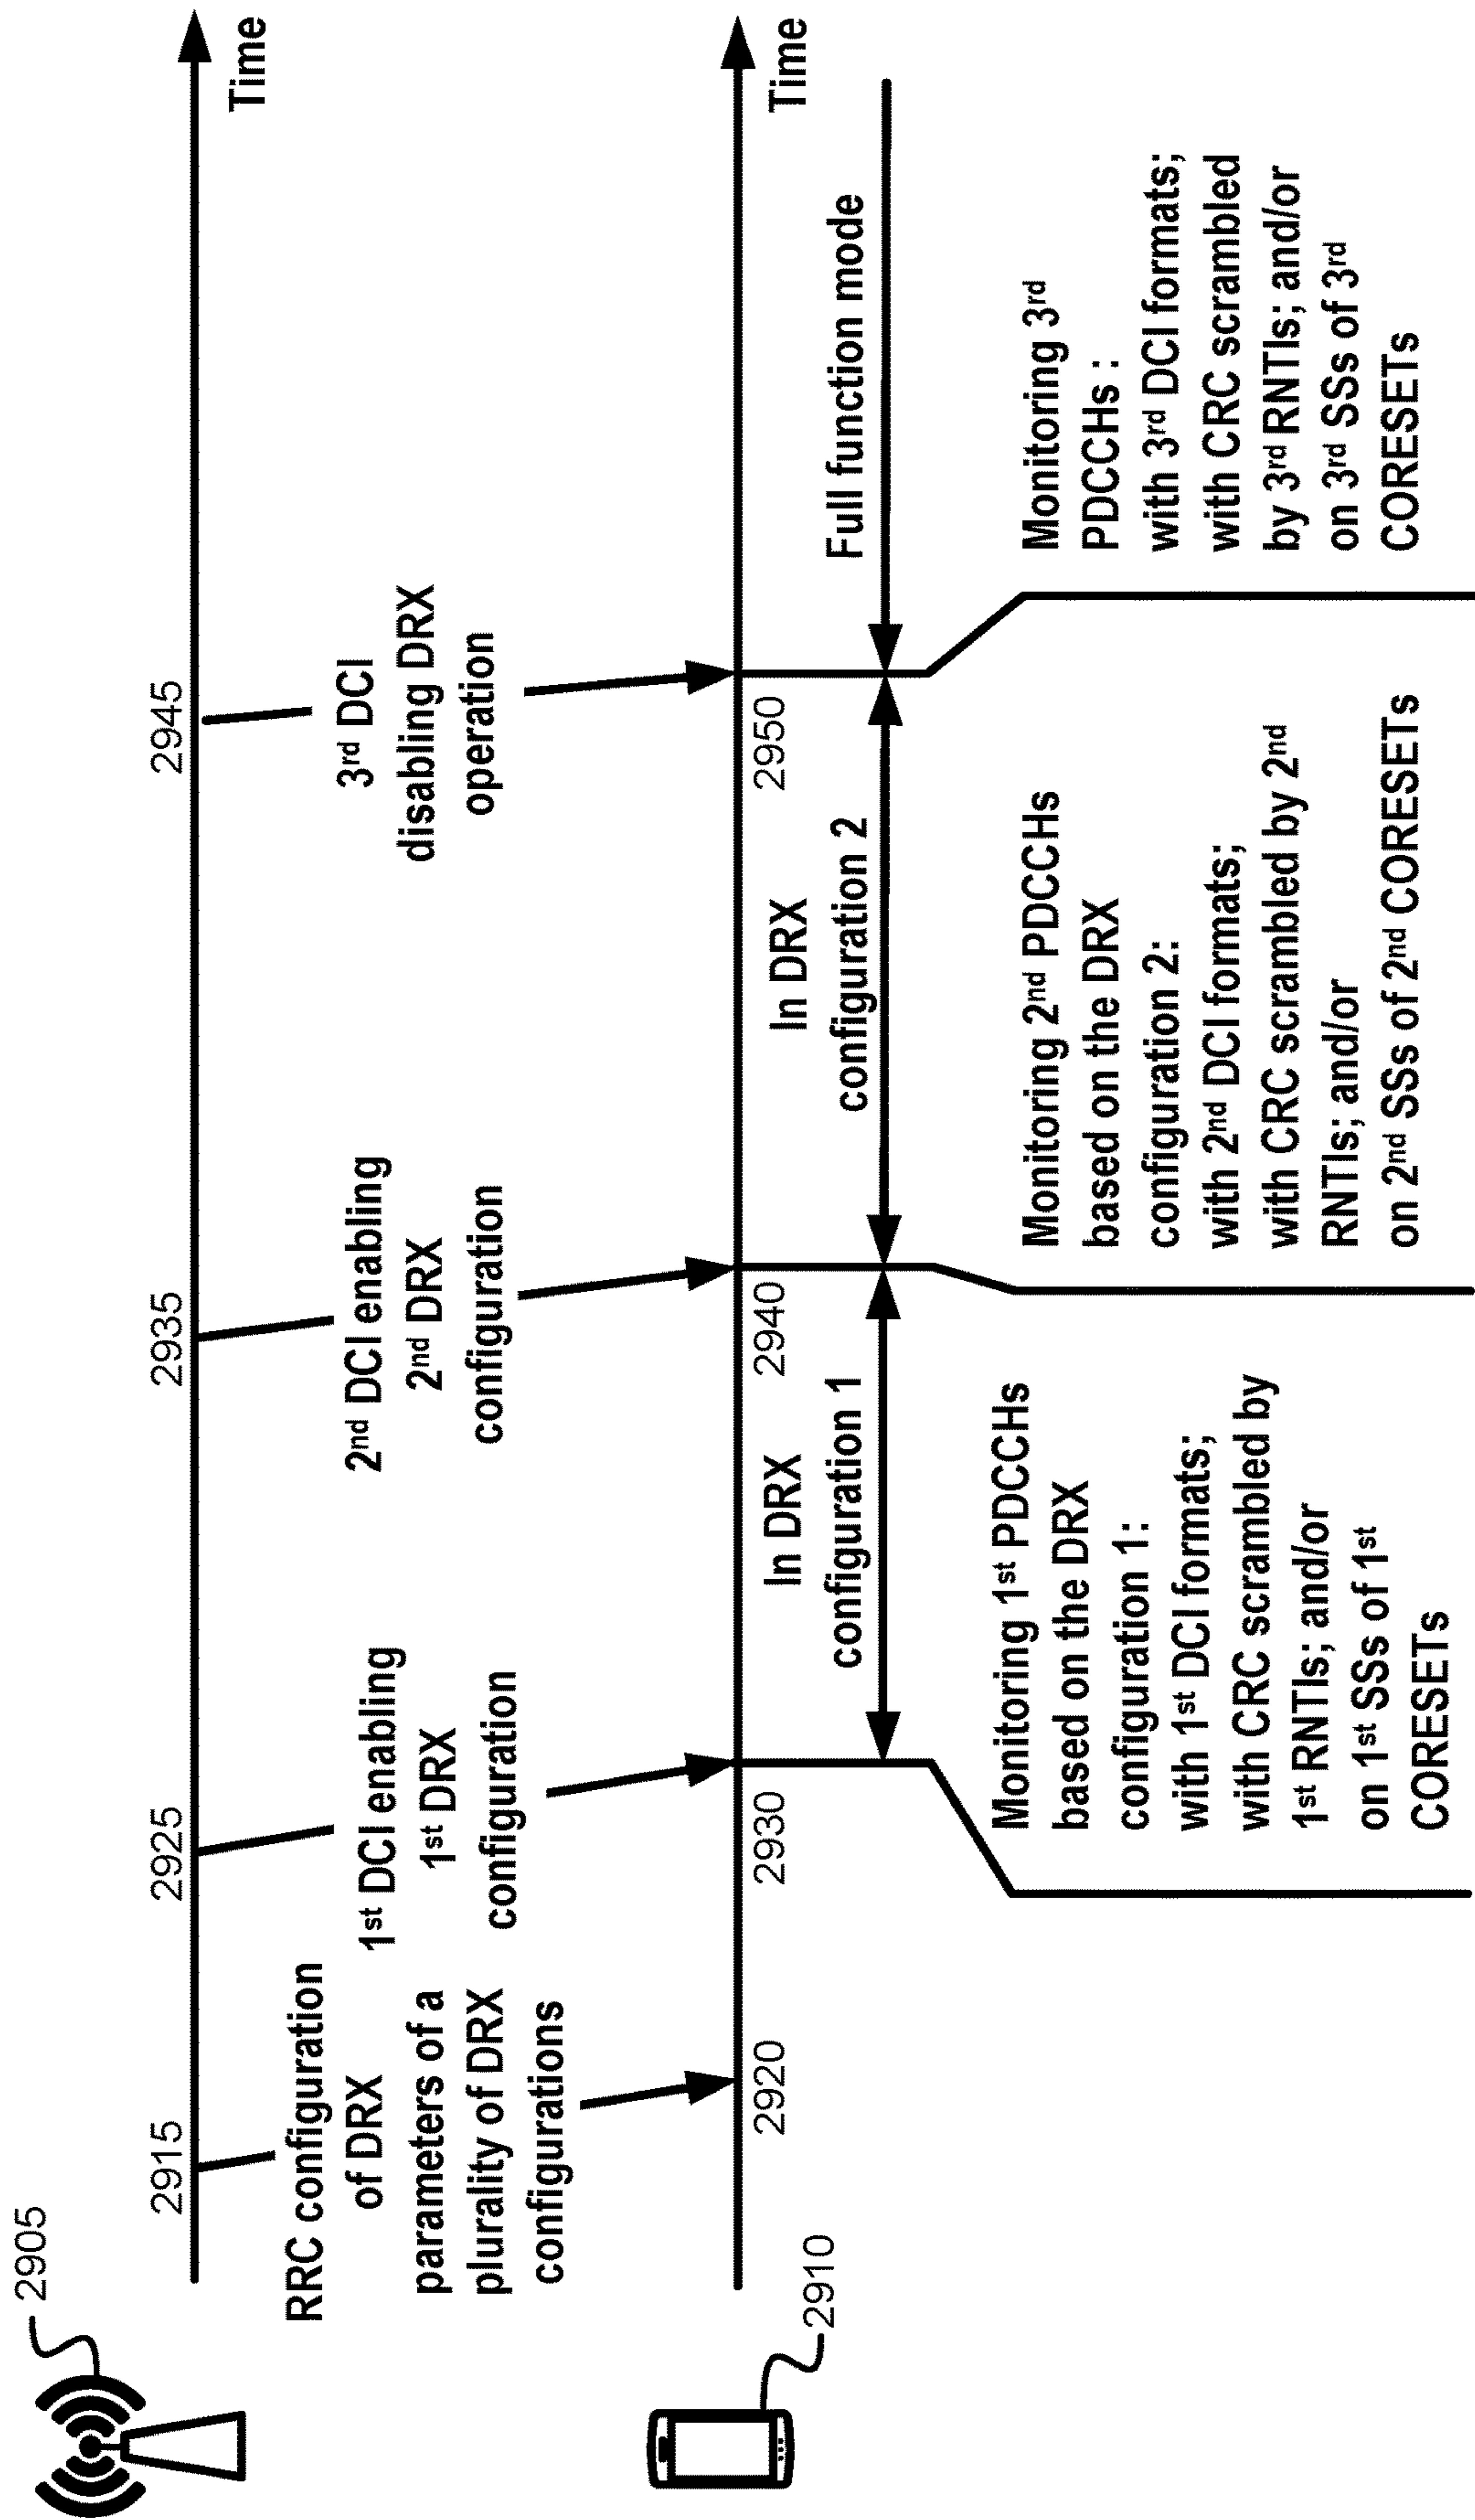 2905
2915
2925
2935
2945
Time
RRC configuration
of DRX
parameters of a
plurality of DRX
configurations
1st DCI enabling
1st DRX
configuration
2nd DCI enabling
2nd DRX
configuration
3rd DCI
disabling DRX
operation
2910
2920
2930
2940
2950
Time
In DRX
configuration 1
In DRX
configuration 2
Full function mode
Monitoring 1st PDCCHs
based on the DRX
configuration 1:
with 1st DCI formats;
with CRC scrambled by
1st RNTIs; and/or
on 1st SSs of 1st
CORESETs
Monitoring 2nd PDCCHs
based on the DRX
configuration 2:
with 2nd DCI formats;
with CRC scrambled by 2nd
RNTIs; and/or
on 2nd SSs of 2nd CORESETs
Monitoring 3rd
PDCCHs :
with 3rd DCI formats;
with CRC scrambled
by 3rd RNTIs; and/or
on 3rd SSs of 3rd
CORESETs